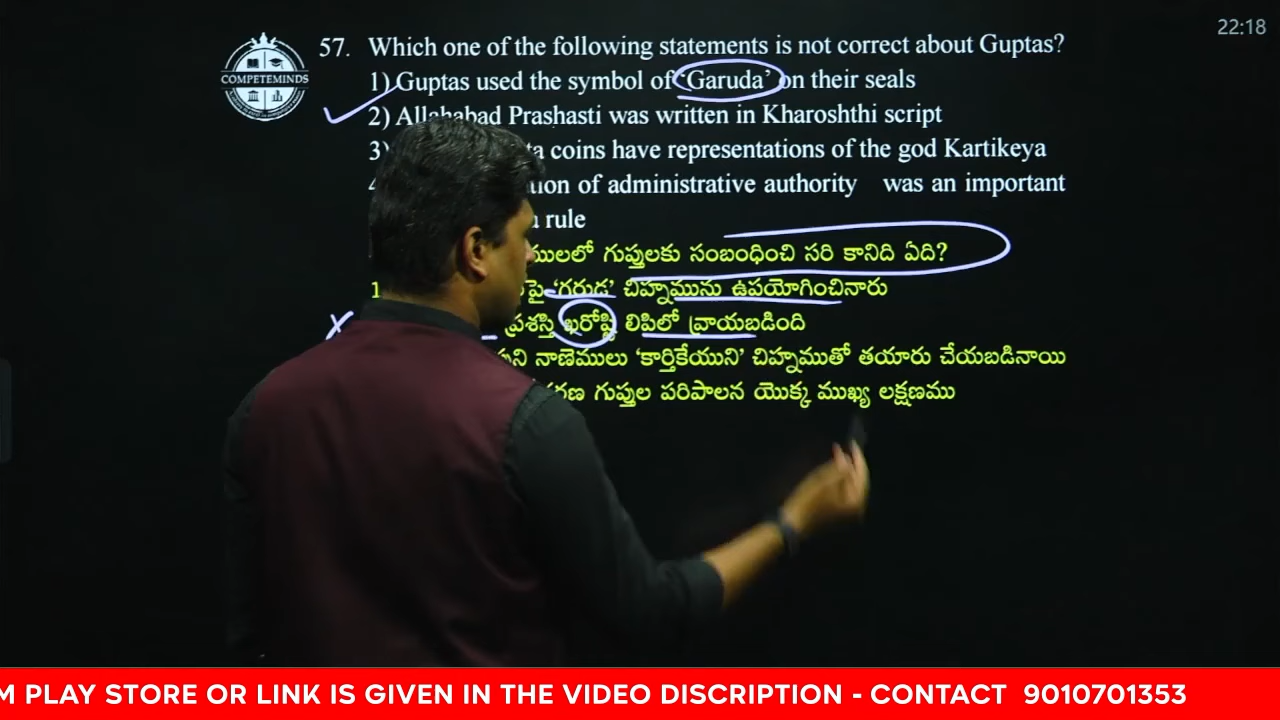 22:18
COMPETEMINDS
57. Which one of the following statements is not correct about Guptas?
1) Guptas used the symbol of 'Garuda' on their seals
2) Allahabad Prashasti was written in Kharoshthi script
3) coins have representations of the god Kartikeya
of administrative authority was an important
rule
గుప్తులకు సంబంధించి సరి కానిది ఏది?
'గరుడ' చిహ్నమును ఉపయోగించినారు
ప్రశస్తి ఖరోష్ఠి లిపిలో వ్రాయబడింది
నాణెములు 'కార్తికేయుని' చిహ్నముతో తయారు చేయబడినాయి
గుప్తుల పరిపాలన యొక్క ముఖ్య లక్షణము
PLAY STORE OR LINK IS GIVEN IN THE VIDEO DISCRIPTION - CONTACT 9010701353